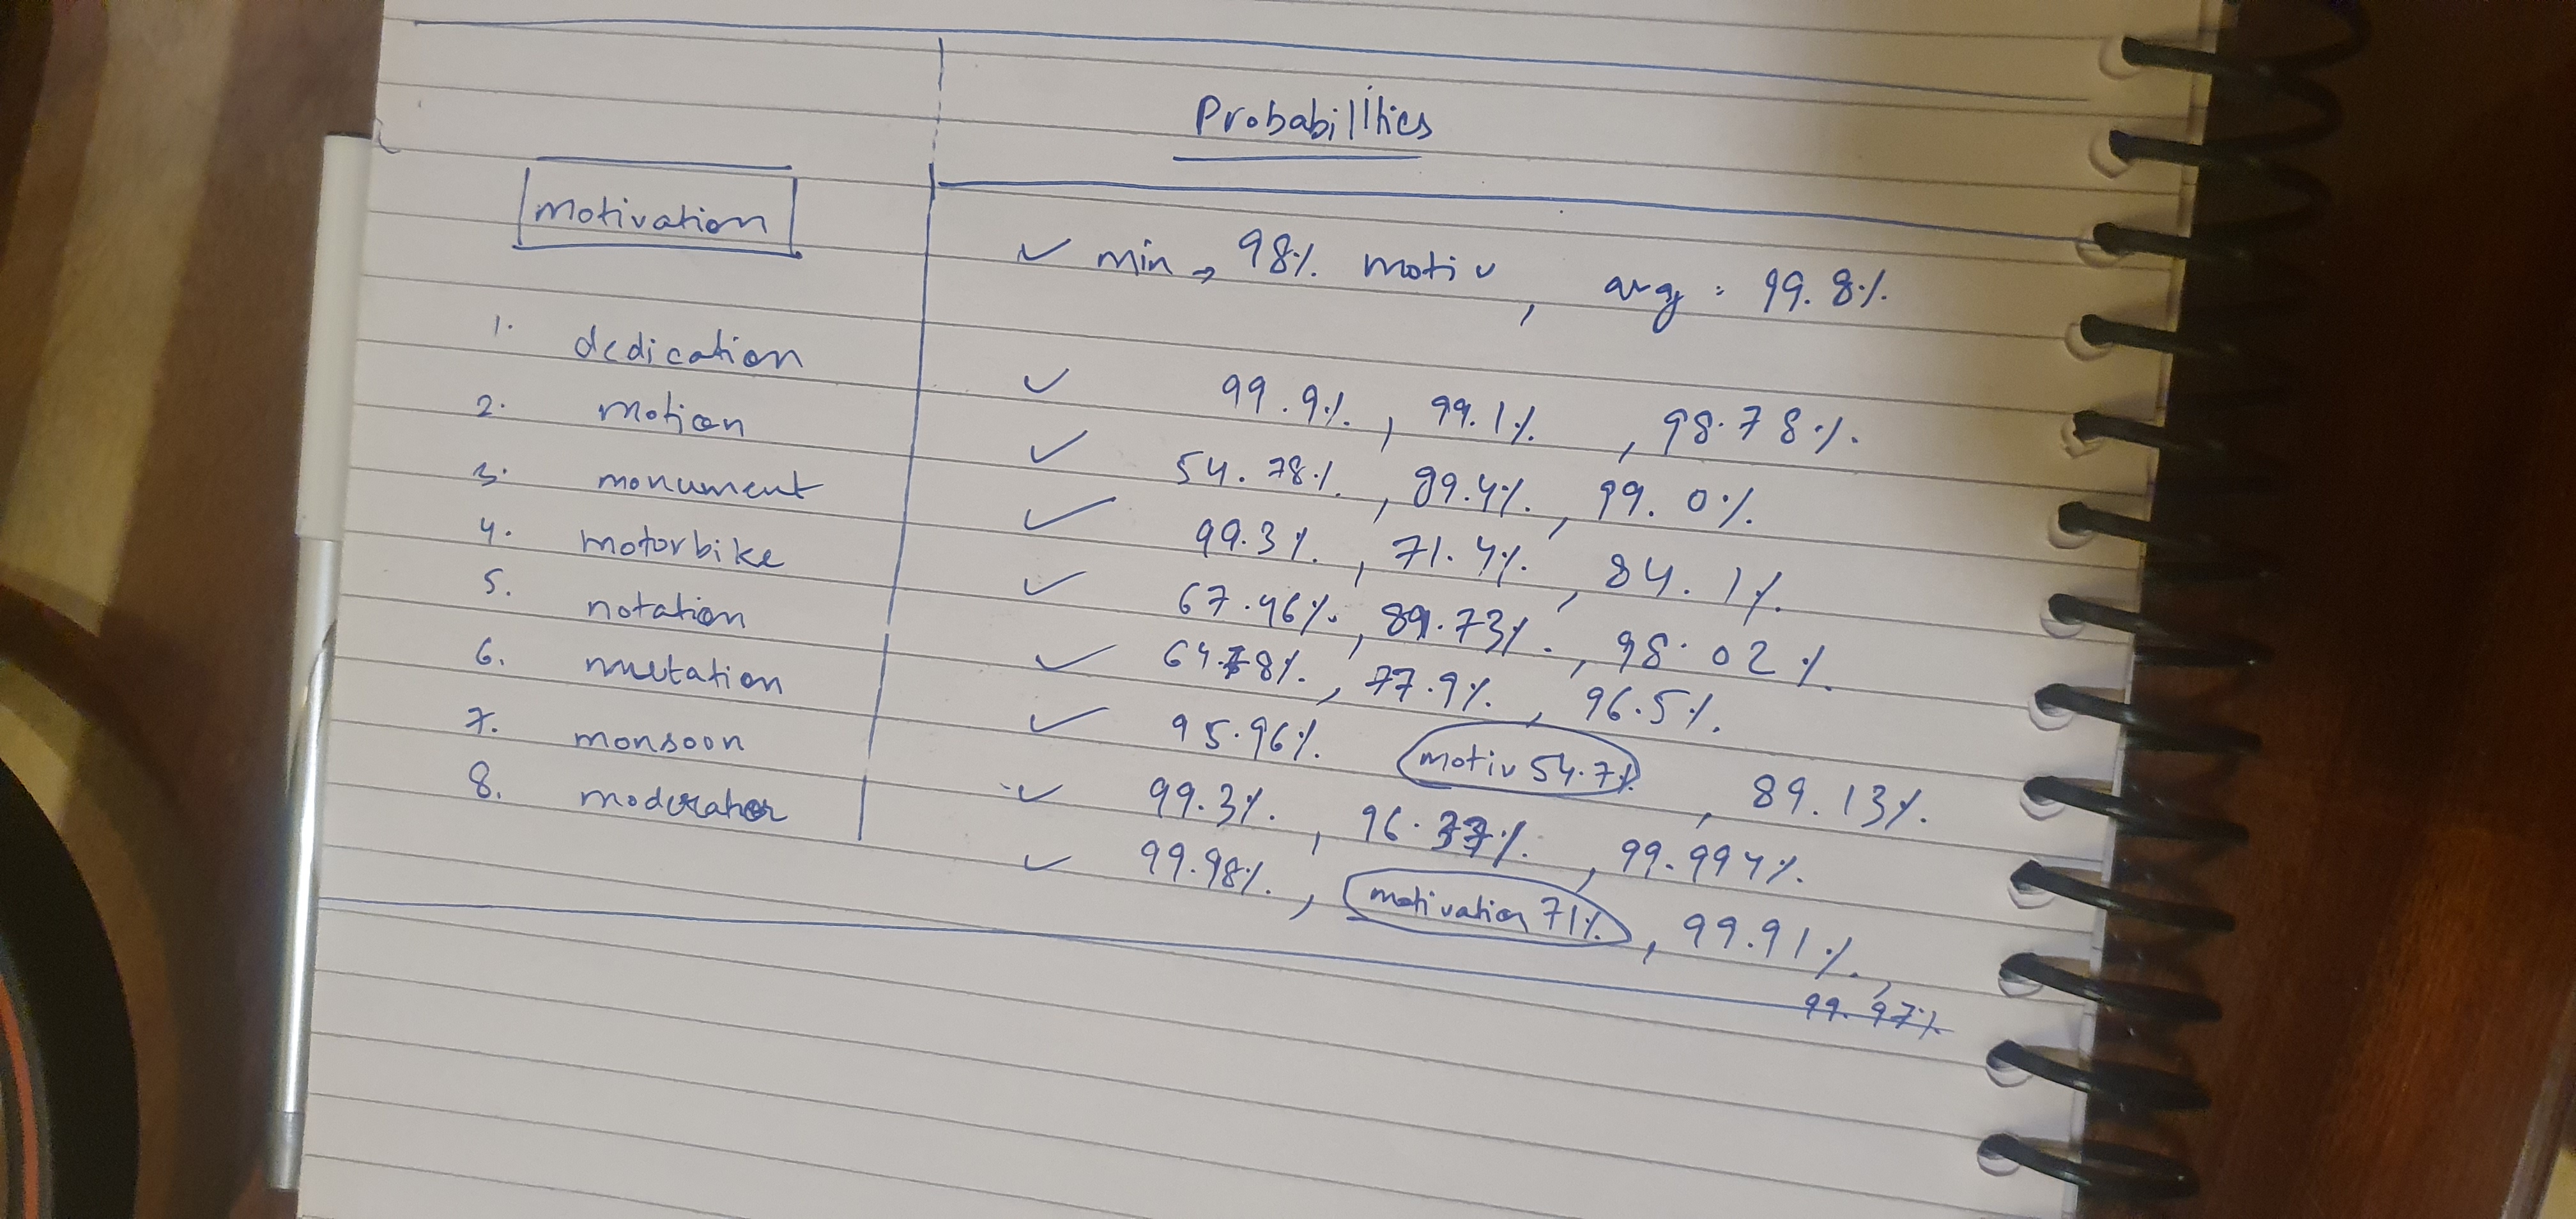 Probabilities
motivation ✓ min → 98% motiv, avg = 99.8%
1. dedication ✓ 99.9%, 99.1%, 98.78%
2. motion ✓ 54.78%, 99.4%, 99.0%
3. monument ✓ 99.3%, 71.4%, 84.1%
4. motorbike ✓ 67.46%, 89.73%, 98.02%
5. notation ✓ 64.78%, 77.9%, 96.5%
6. mutation ✓ 95.96% motiv 54.7%, 89.13%
7. monsoon ✓ 99.3%, 96.37%, 99.994%
8. moderator ✓ 99.98%, motivation 71%, 99.91%,
99.97%